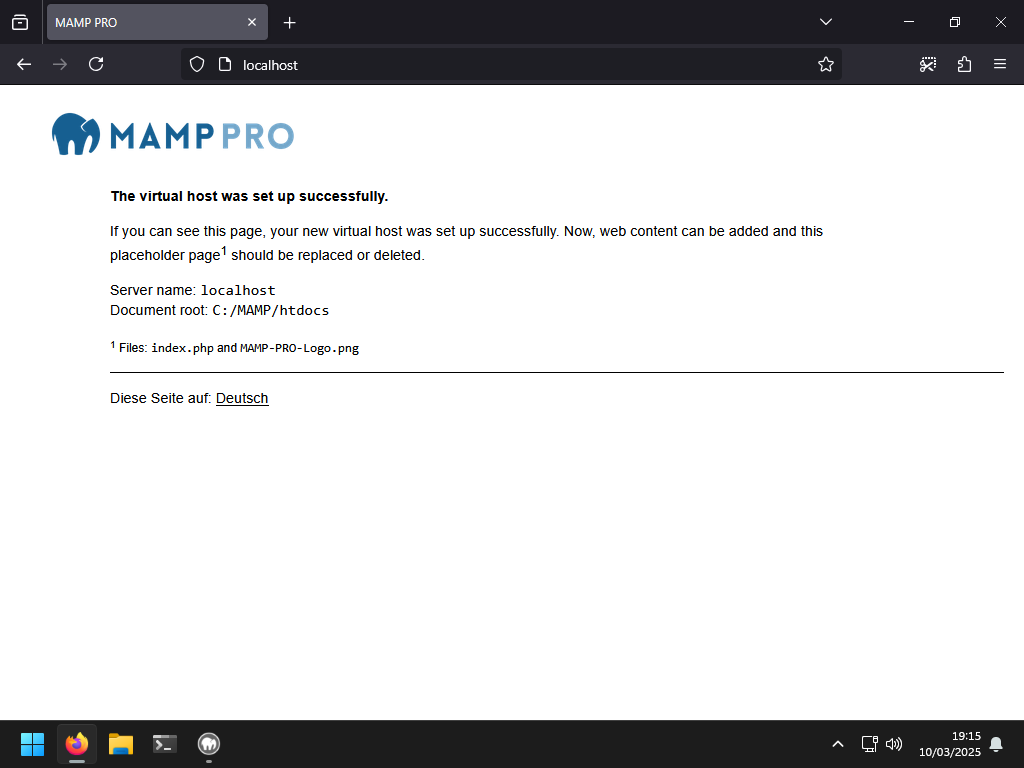 MAMP PRO
localhost
MAMP PRO
The virtual host was set up successfully.
If you can see this page, your new virtual host was set up successfully. Now, web content can be added and this
placeholder page1 should be replaced or deleted.
Server name: localhost
Document root: C:/MAMP/htdocs
1 Files: index.php and MAMP-PRO-Logo.png
Diese Seite auf: Deutsch
19:15
10/03/2025